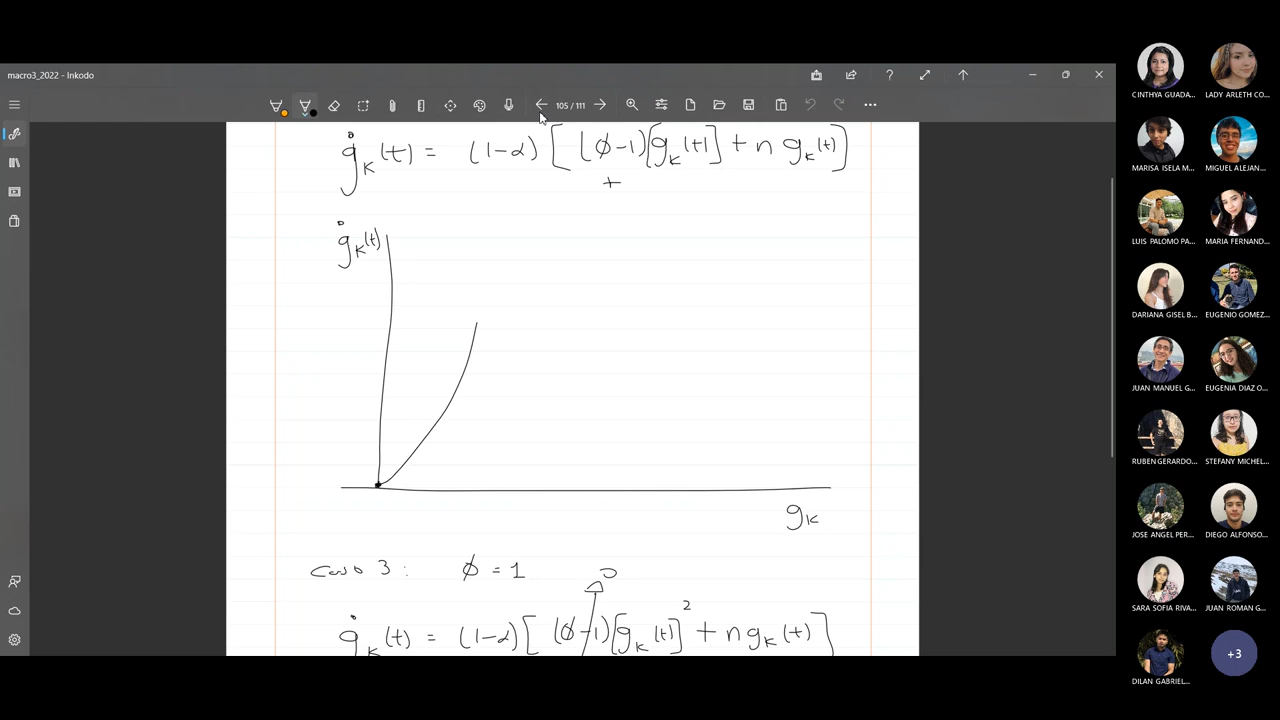 macro3_2022 - Inkodo
105 / 111
ġ_K(t) = (1-α) [ (ϕ-1)[g_K(t)] + n g_K(t) ]
+
ġ_K(t)
g_K
Caso 3 : ϕ = 1
0
ġ_K(t) = (1-α) [ (ϕ-1)[g_K(t)]² + n g_K(t) ]
CINTHYA GUADA...
LADY ARLETH CO...
MARISA ISELA M...
MIGUEL ALEJAN...
LUIS PALOMO PA...
MARIA FERNAND...
DARIANA GISEL B...
EUGENIO GOMEZ...
JUAN MANUEL G...
EUGENIA DIAZ O...
RUBEN GERARDO...
STEFANY MICHEL...
JOSE ANGEL PER...
DIEGO ALFONSO...
SARA SOFIA RIVA...
JUAN ROMAN G...
DILAN GABRIEL...
+3